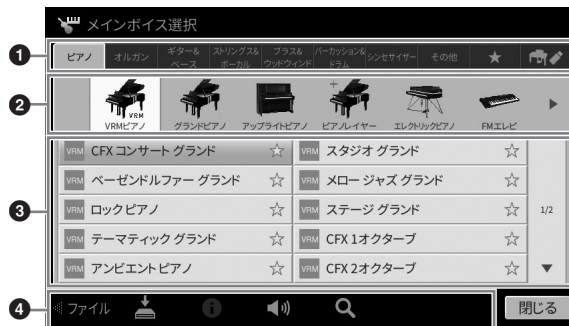 メインボイス選択
1
ピアノ オルガン ギター&ベース ストリングス&ボーカル ブラス&ウッドウィンド パーカッション&ドラム シンセサイザー その他
2
VRM
VRMピアノ グランドピアノ アップライトピアノ ピアノレイヤー エレクトリックピアノ FMエレピ
VRM CFX コンサート グランド VRM スタジオ グランド
VRM ベーゼンドルファー グランド VRM メロー ジャズ グランド
3
VRM ロックピアノ VRM ステージ グランド 1/2
VRM テーマティック グランド VRM CFX 1オクターブ
VRM アンビエントピアノ VRM CFX 2オクターブ
4
ファイル 閉じる